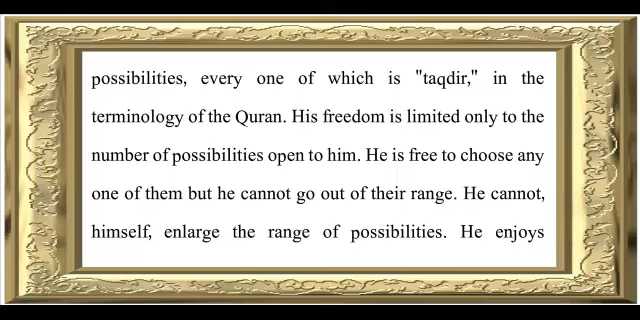 possibilities, every one of which is "taqdir," in the
terminology of the Quran. His freedom is limited only to the
number of possibilities open to him. He is free to choose any
one of them but he cannot go out of their range. He cannot,
himself, enlarge the range of possibilities. He enjoys